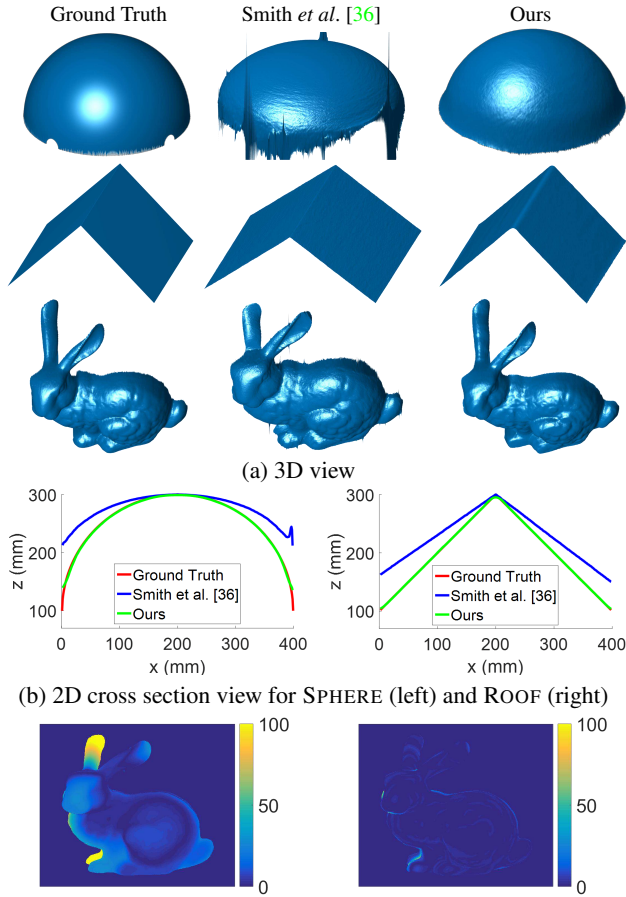 Ground Truth Smith et al. [36] Ours
(a) 3D view
300
200
100
z (mm)
Ground Truth
Smith et al. [36]
Ours
0 100 200 300 400
x (mm)
300
200
100
z (mm)
Ground Truth
Smith et al. [36]
Ours
0 100 200 300 400
x (mm)
(b) 2D cross section view for SPHERE (left) and ROOF (right)
100
50
0
100
50
0